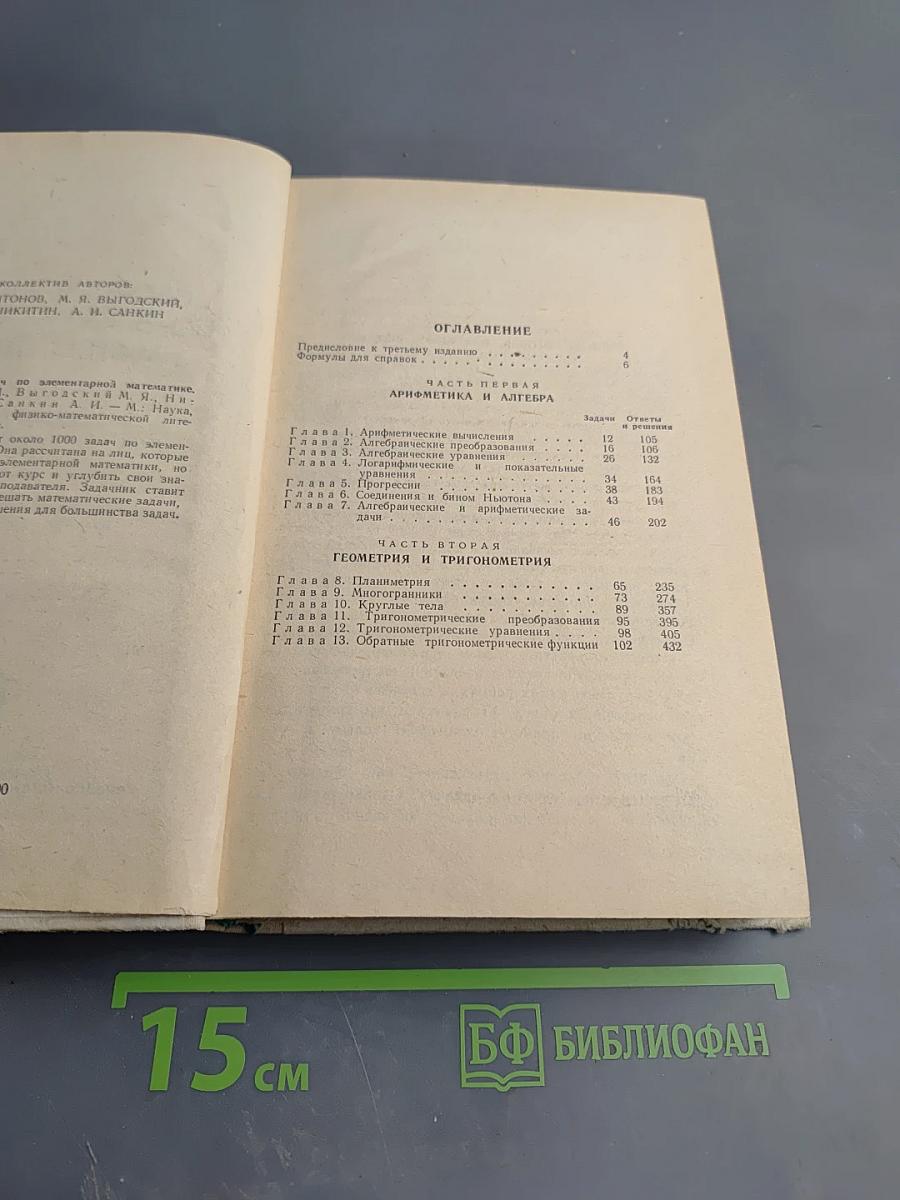 КОЛЛЕКТИВ АВТОРОВ:
ТОНОВ, М. Я. ВЫГОДСКИЙ,
НИКИТИН, А. И. САНКИН
ч по элементарной математике.
Выгодский М. Я., Ни-
Санкин А. И. — М.: Наука,
физико-математической лите-
т около 1000 задач по элемен-
Она рассчитана на лиц, которые
элементарной математики, но
от курс и углубить свои зна-
подавателя. Задачник ставит
ешать математические задачи,
шения для большинства задач.
ОГЛАВЛЕНИЕ
Предисловие к третьему изданию . . . . . . . . 4
Формулы для справок . . . . . . . . . . . . . . 6
ЧАСТЬ ПЕРВАЯ
АРИФМЕТИКА И АЛГЕБРА
Задачи Ответы
и решения
Глава 1. Арифметические вычисления . . . . . 12 105
Глава 2. Алгебраические преобразования . . . . 16 106
Глава 3. Алгебраические уравнения . . . . . . 26 132
Глава 4. Логарифмические и показательные
уравнения . . . . . . . . . . . . . . 34 164
Глава 5. Прогрессии . . . . . . . . . . . . 38 183
Глава 6. Соединения и бином Ньютона . . . . 43 194
Глава 7. Алгебраические и арифметические за-
дачи . . . . . . . . . . . . . . . . 46 202
ЧАСТЬ ВТОРАЯ
ГЕОМЕТРИЯ И ТРИГОНОМЕТРИЯ
Глава 8. Планиметрия . . . . . . . . . . . . 65 235
Глава 9. Многогранники . . . . . . . . . . . 73 274
Глава 10. Круглые тела . . . . . . . . . . . 89 357
Глава 11. Тригонометрические преобразования 95 395
Глава 12. Тригонометрические уравнения . . . . 98 405
Глава 13. Обратные тригонометрические функции 102 432
15 см
БФ БИБЛИОФАН